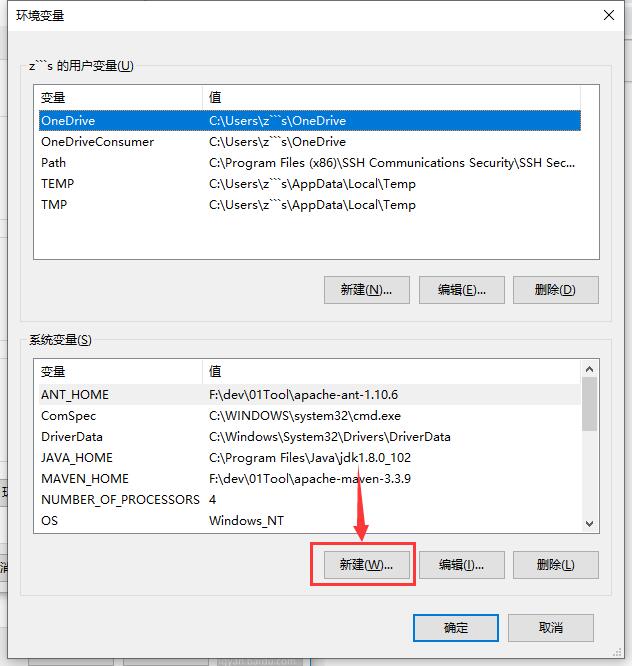 环境变量
z```s 的用户变量(U)
变量 值
OneDrive C:\Users\z```s\OneDrive
OneDriveConsumer C:\Users\z```s\OneDrive
Path C:\Program Files (x86)\SSH Communications Security\SSH Sec...
TEMP C:\Users\z```s\AppData\Local\Temp
TMP C:\Users\z```s\AppData\Local\Temp
新建(N)... 编辑(E)... 删除(D)
系统变量(S)
变量 值
ANT_HOME F:\dev\01Tool\apache-ant-1.10.6
ComSpec C:\WINDOWS\system32\cmd.exe
DriverData C:\Windows\System32\Drivers\DriverData
JAVA_HOME C:\Program Files\Java\jdk1.8.0_102
MAVEN_HOME F:\dev\01Tool\apache-maven-3.3.9
NUMBER_OF_PROCESSORS 4
OS Windows_NT
新建(W)... 编辑(I)... 删除(L)
确定 取消